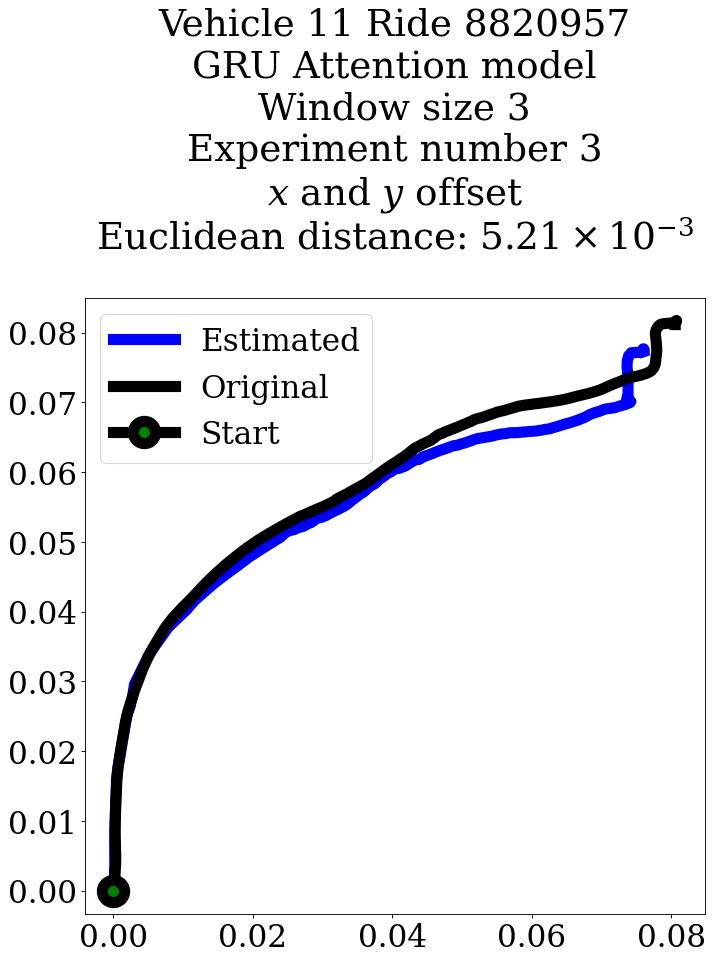 Vehicle 11 Ride 8820957
GRU Attention model
Window size 3
Experiment number 3
x and y offset
Euclidean distance: 5.21 × 10⁻³
Estimated
Original
Start
0.08
0.07
0.06
0.05
0.04
0.03
0.02
0.01
0.00
0.00 0.02 0.04 0.06 0.08